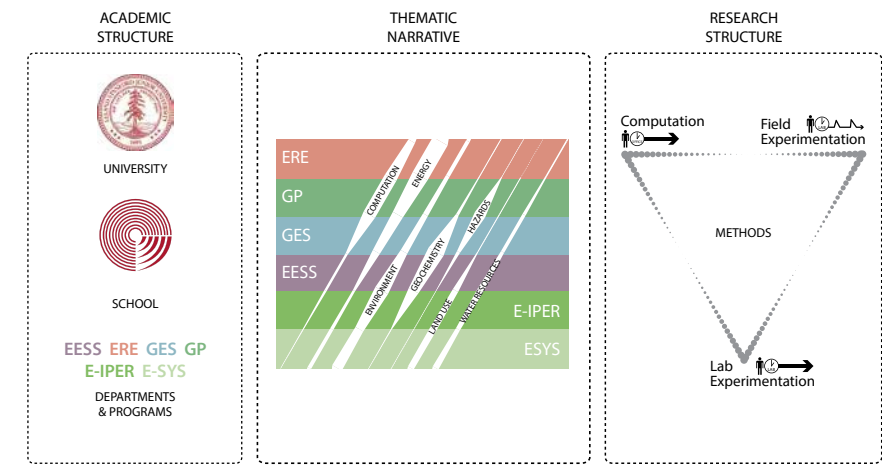 ACADEMIC
STRUCTURE
THEMATIC
NARRATIVE
RESEARCH
STRUCTURE
UNIVERSITY
SCHOOL
EESS ERE GES GP
E-IPER E-SYS
DEPARTMENTS
& PROGRAMS
ERE
GP
GES
EESS
E-IPER
ESYS
COMPUTATION
ENERGY
ENVIRONMENT
GEOCHEMISTRY
HAZARDS
LAND USE
WATER RESOURCES
Computation
Field
Experimentation
METHODS
Lab
Experimentation